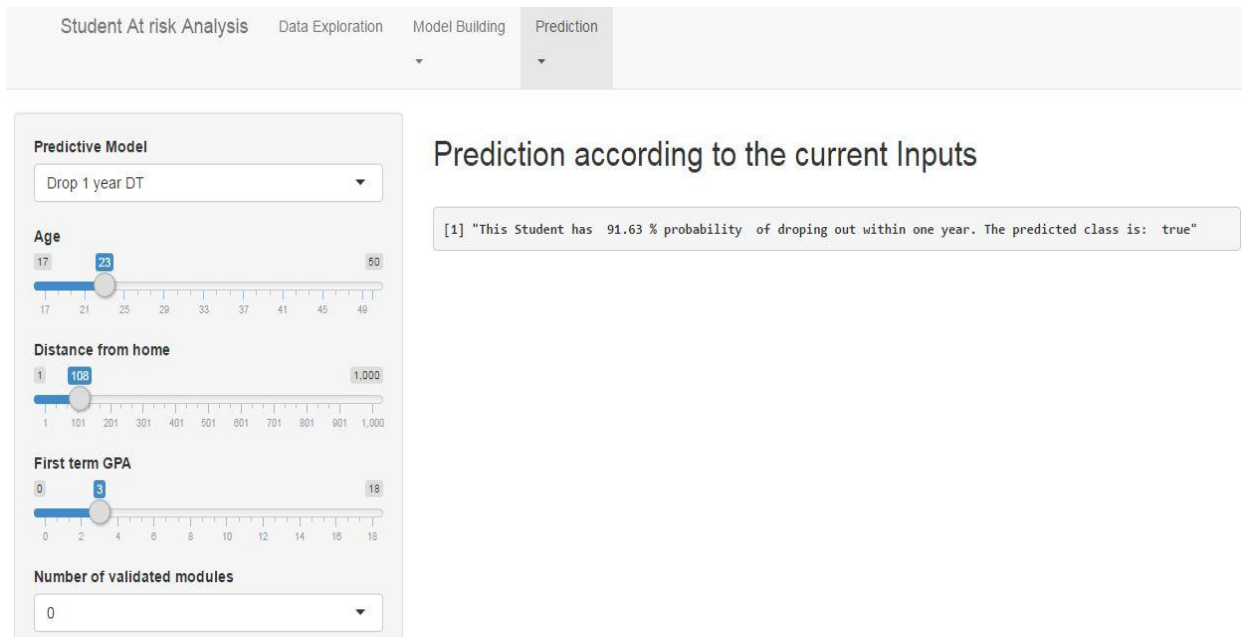 Student At risk Analysis Data Exploration Model Building Prediction
Predictive Model
Drop 1 year DT
Age
17 23 50
17 21 25 29 33 37 41 45 49
Distance from home
1 108 1,000
1 101 201 301 401 501 601 701 801 901 1,000
First term GPA
0 3 18
0 2 4 6 8 10 12 14 16 18
Number of validated modules
0
Prediction according to the current Inputs
[1] "This Student has 91.63 % probability of droping out within one year. The predicted class is: true"